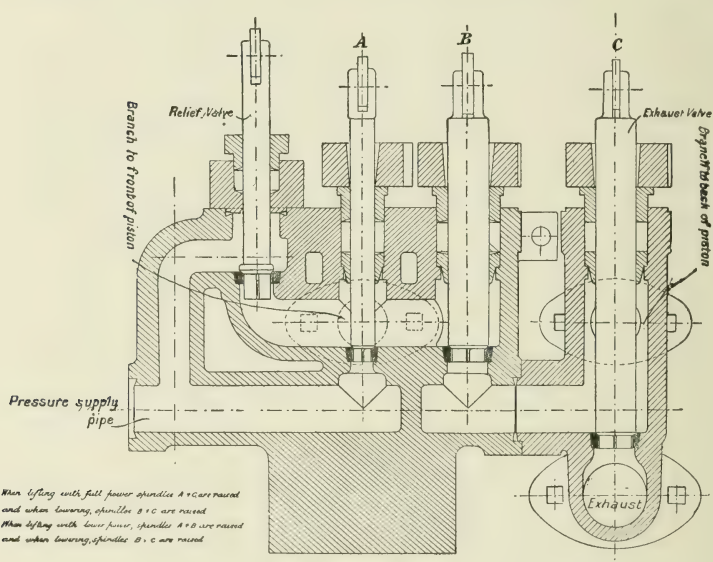 A
B
C
Relief Valve
Exhaust Valve
Branch to front of piston
Branch to back of piston
Pressure supply
pipe
Exhaust
When lifting with full power spindles A & C are raised
and when lowering, spindles B & C are raised
When lifting with lower power, spindles A & B are raised
and when lowering, spindles B & C are raised